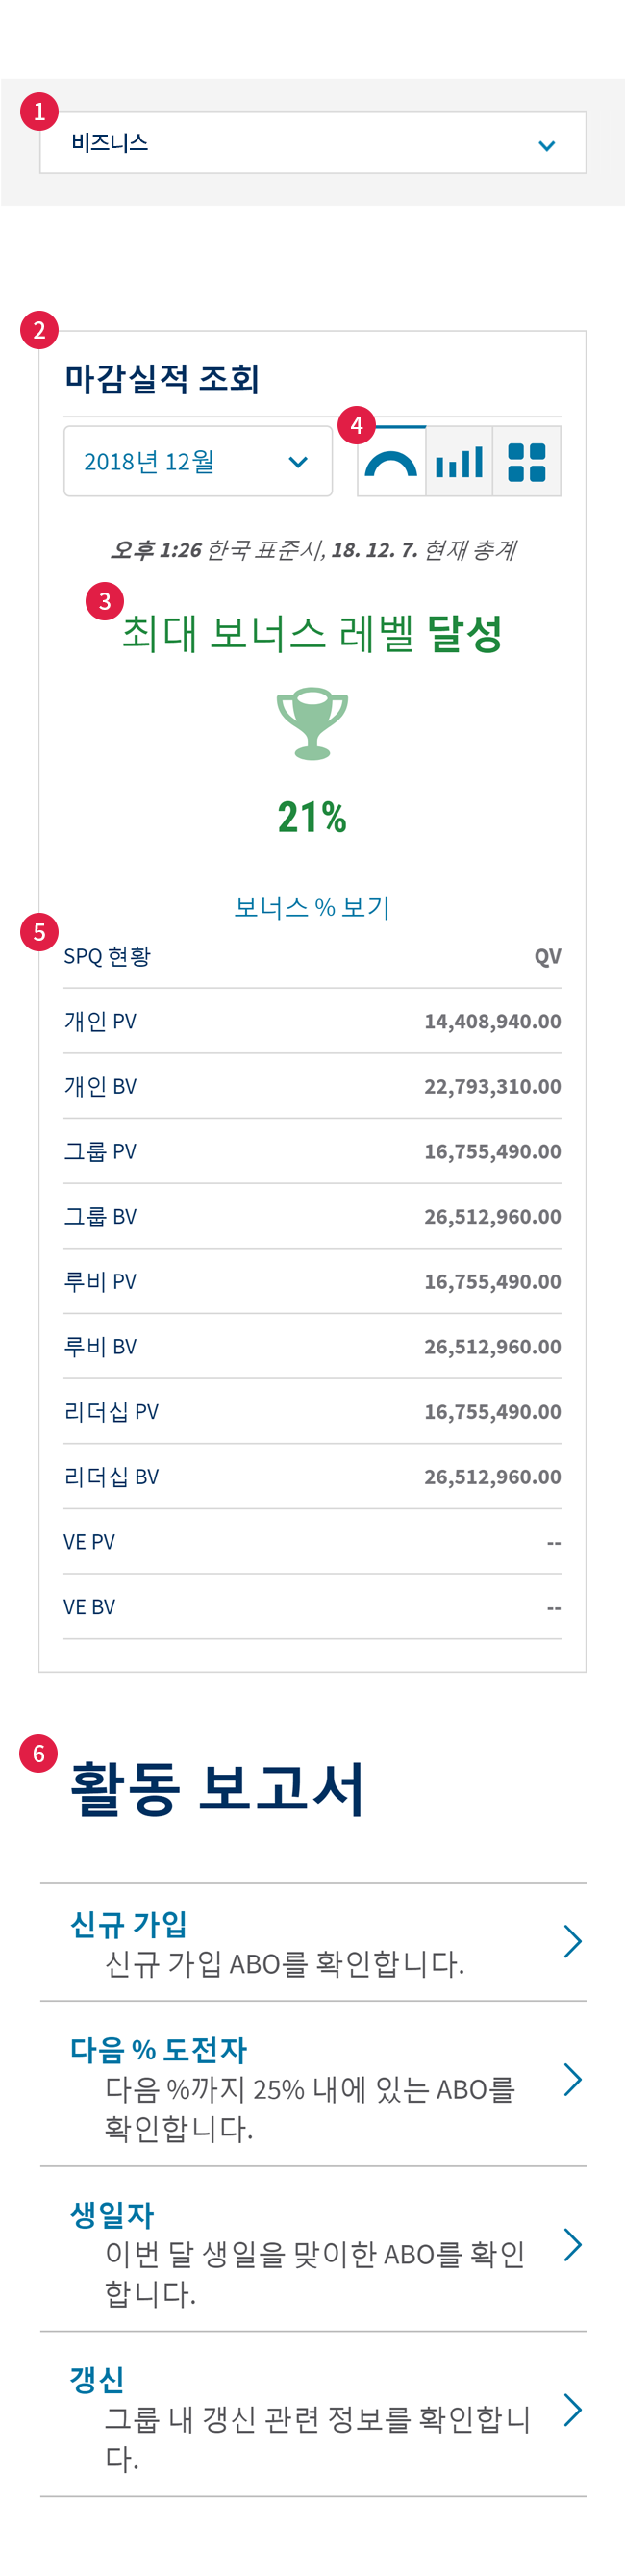 1
비즈니스
2
마감실적 조회
4
2018년 12월
오후 1:26 한국 표준시, 18. 12. 7. 현재 총계
3
최대 보너스 레벨 달성
21%
보너스 % 보기
5
SPQ 현황 QV
개인 PV 14,408,940.00
개인 BV 22,793,310.00
그룹 PV 16,755,490.00
그룹 BV 26,512,960.00
루비 PV 16,755,490.00
루비 BV 26,512,960.00
리더십 PV 16,755,490.00
리더십 BV 26,512,960.00
VE PV --
VE BV --
6
활동 보고서
신규 가입
신규 가입 ABO를 확인합니다.
다음 % 도전자
다음 %까지 25% 내에 있는 ABO를
확인합니다.
생일자
이번 달 생일을 맞이한 ABO를 확인
합니다.
갱신
그룹 내 갱신 관련 정보를 확인합니
다.